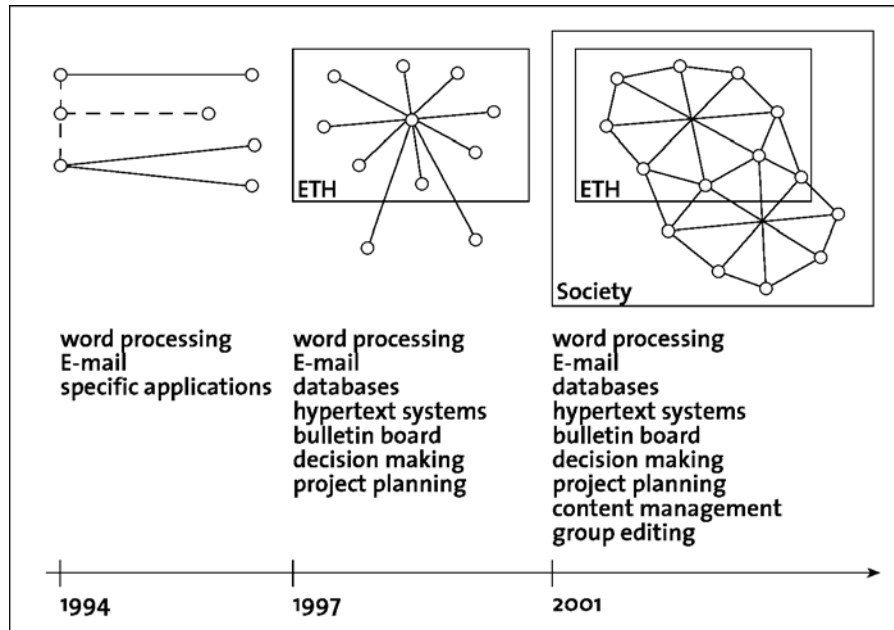 ETH
ETH
Society
word processing
E-mail
specific applications
word processing
E-mail
databases
hypertext systems
bulletin board
decision making
project planning
word processing
E-mail
databases
hypertext systems
bulletin board
decision making
project planning
content management
group editing
1994
1997
2001